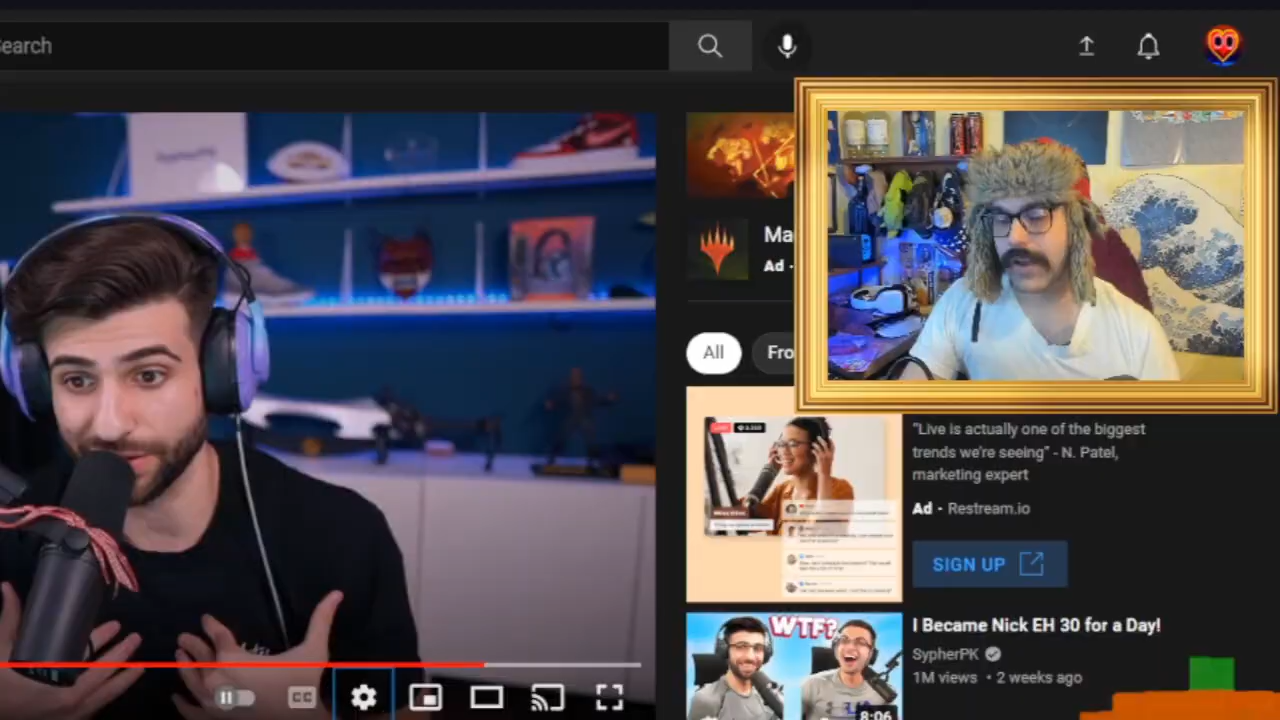 Search
Ma
Ad ·
All
Fro
"Live is actually one of the biggest
trends we're seeing" - N. Patel,
marketing expert
Ad · Restream.io
SIGN UP
WTF?
I Became Nick EH 30 for a Day!
SypherPK
1M views • 2 weeks ago
8:06
CC